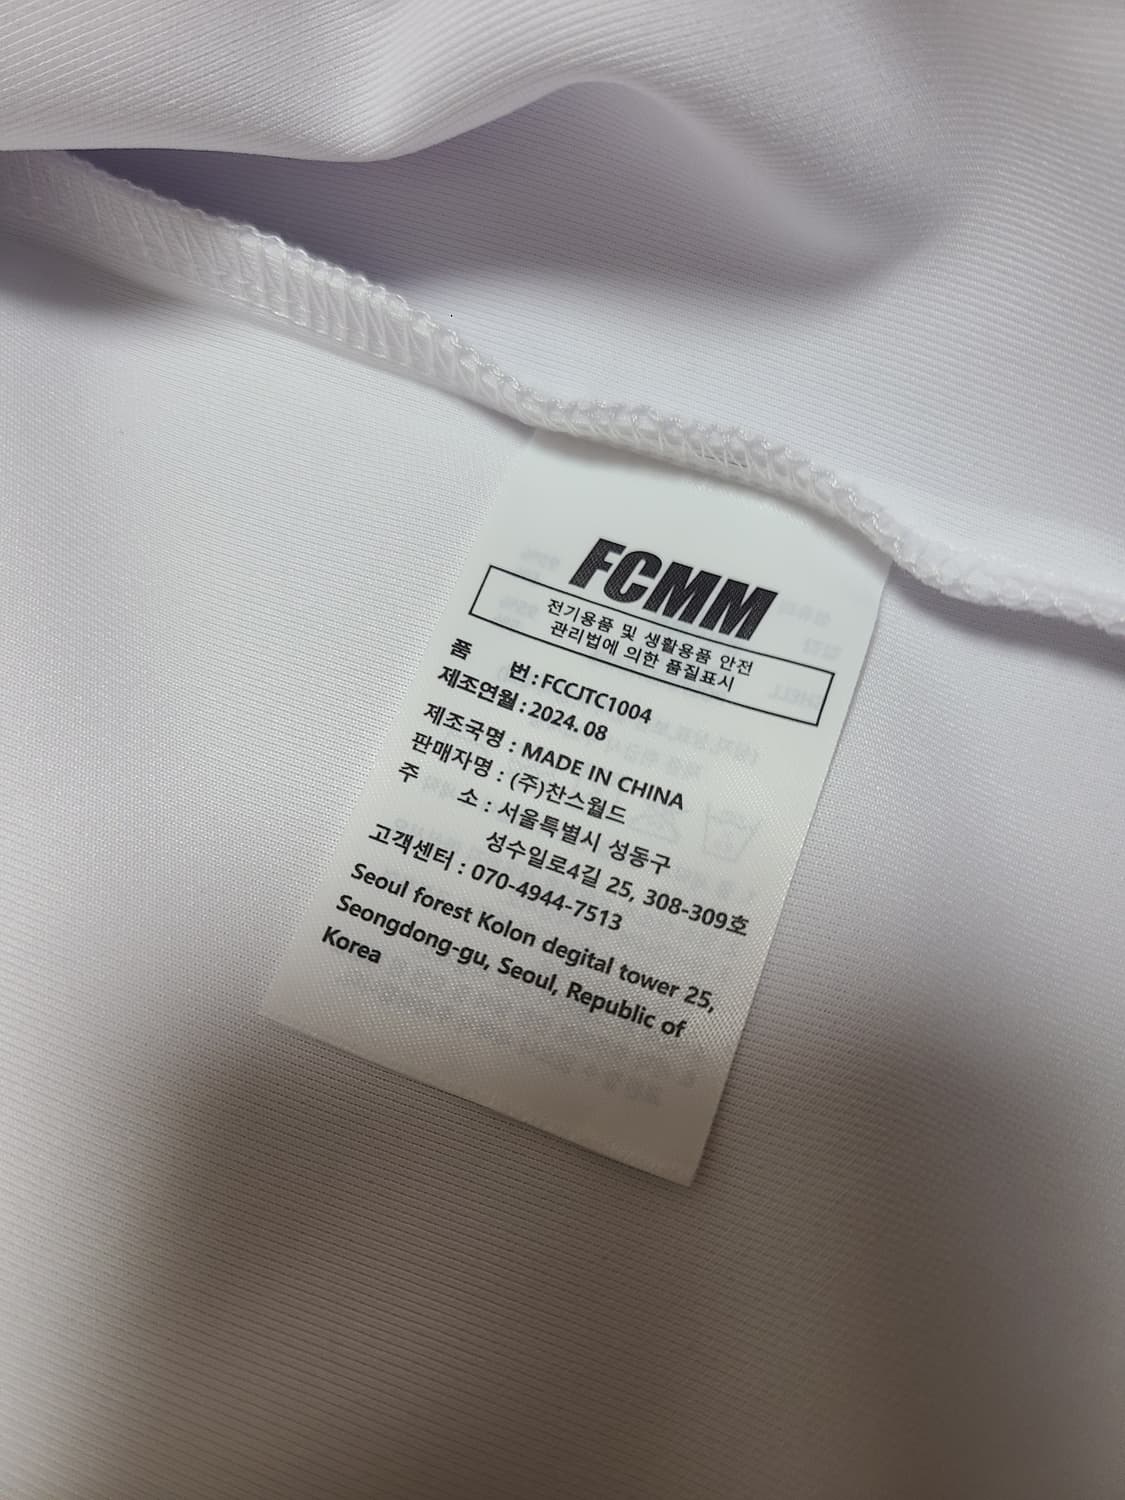 FCMM
전기용품 및 생활용품 안전
관리법에 의한 품질표시
품 번 : FCCJTC1004
제조연월 : 2024. 08
제조국명 : MADE IN CHINA
판매자명 : (주)찬스월드
주 소 : 서울특별시 성동구
성수일로4길 25, 308-309호
고객센터 : 070-4944-7513
Seoul forest Kolon degital tower 25,
Seongdong-gu, Seoul, Republic of
Korea